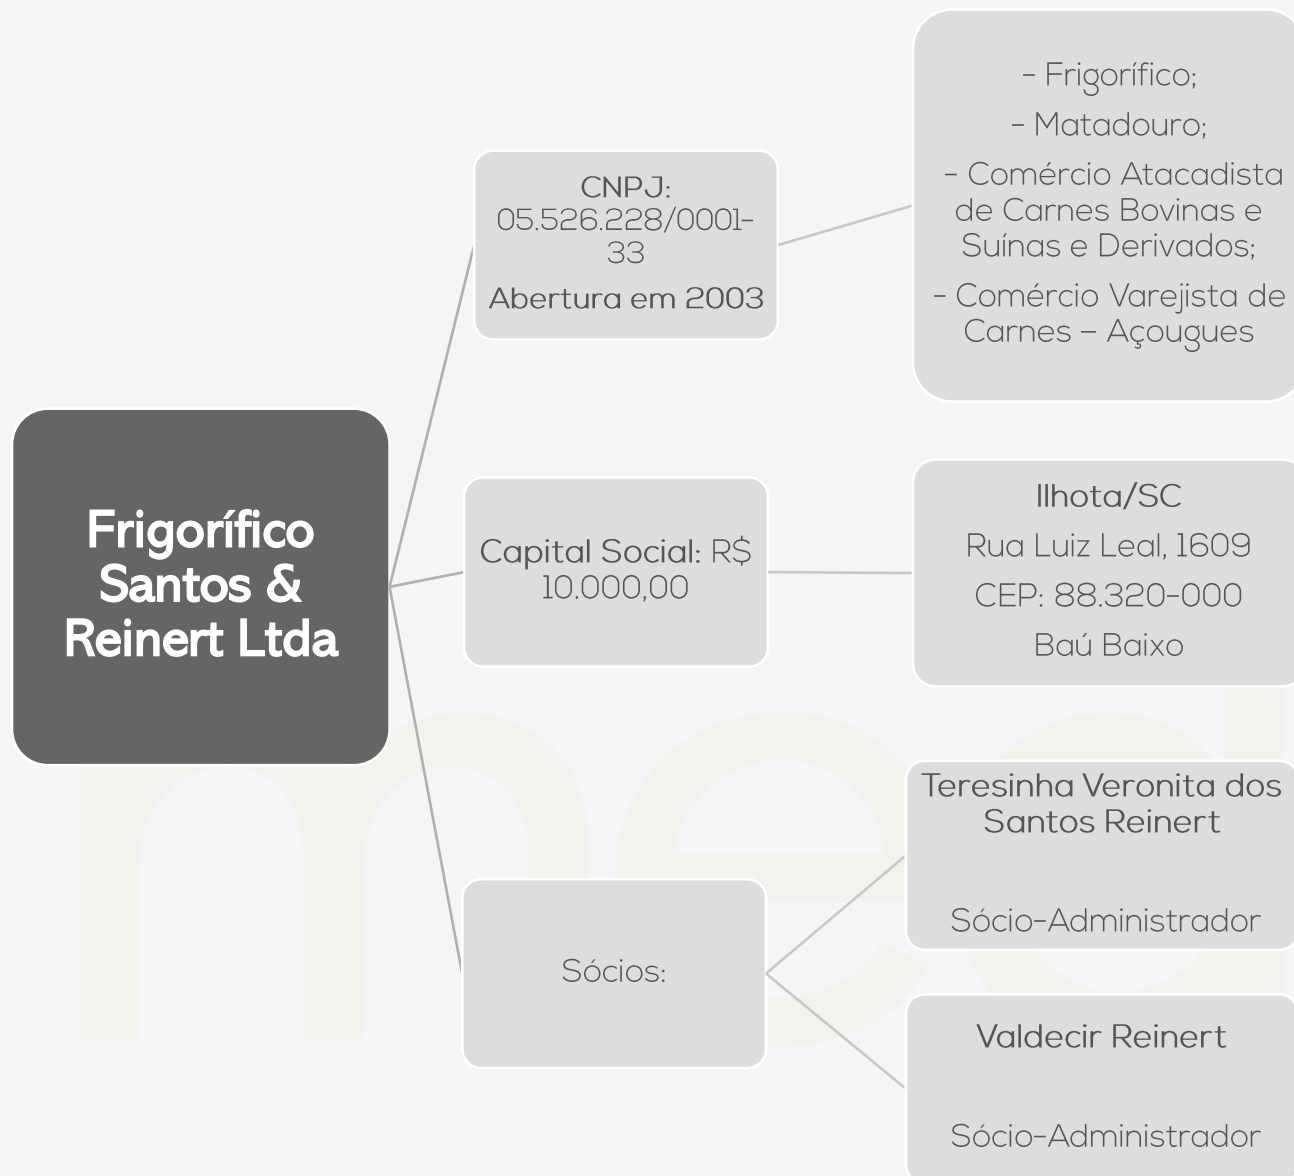 Frigorífico
Santos &
Reinert Ltda
CNPJ:
05.526.228/0001-
33
Abertura em 2003
- Frigorífico;
- Matadouro;
- Comércio Atacadista
de Carnes Bovinas e
Suínas e Derivados;
- Comércio Varejista de
Carnes – Açougues
Capital Social: R$
10.000,00
Ilhota/SC
Rua Luiz Leal, 1609
CEP: 88.320-000
Baú Baixo
Sócios:
Teresinha Veronita dos
Santos Reinert
Sócio-Administrador
Valdecir Reinert
Sócio-Administrador
med